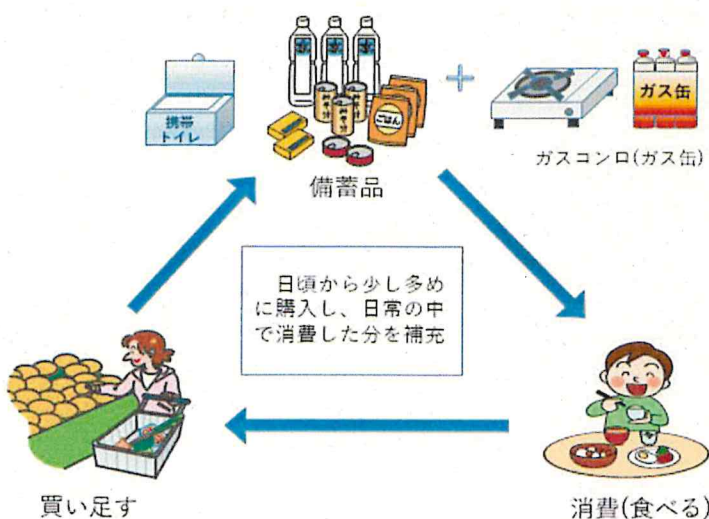 携帯
トイレ
ごはん
ガス缶
ガスコンロ(ガス缶)
備蓄品
日頃から少し多め
に購入し、日常の中
で消費した分を補充
買い足す
消費(食べる)